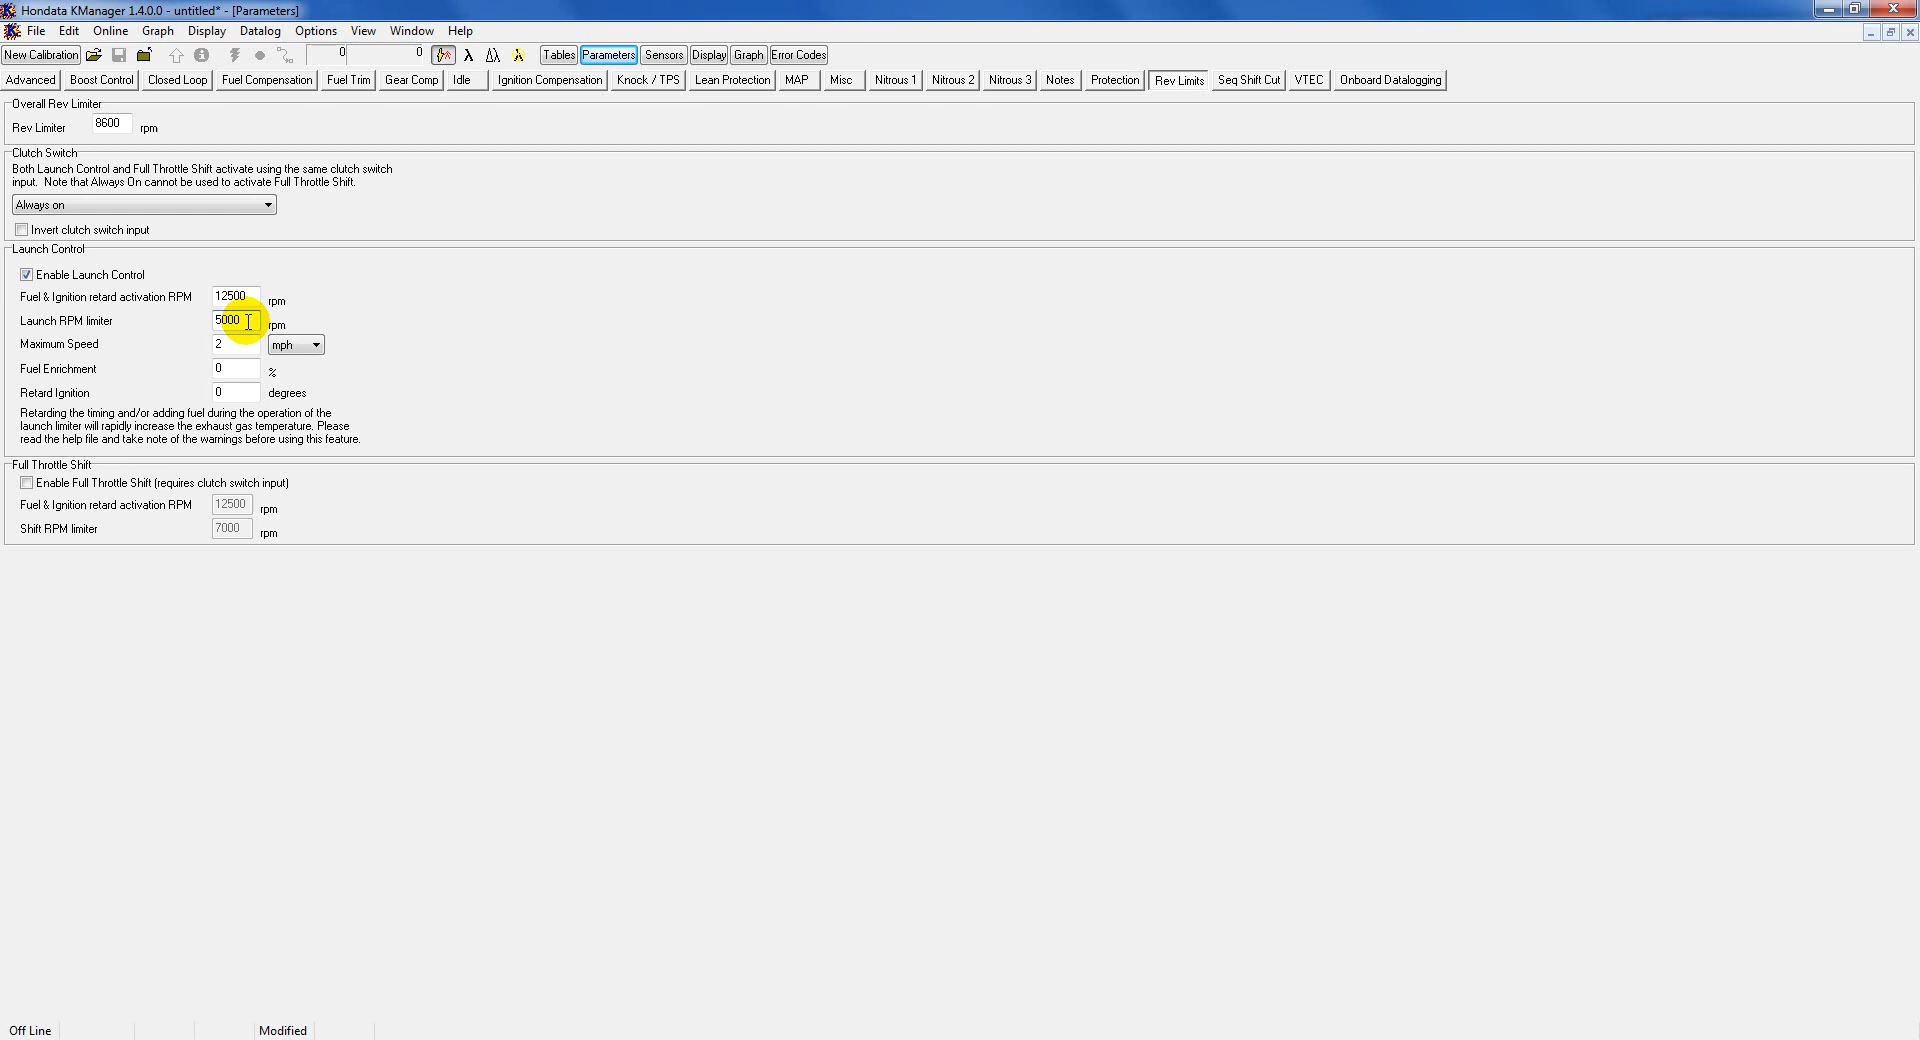 Hondata KManager 1.4.0.0 - untitled* - [Parameters]
File Edit Online Graph Display Datalog Options View Window Help
New Calibration 0 0 Tables Parameters Sensors Display Graph Error Codes
Advanced Boost Control Closed Loop Fuel Compensation Fuel Trim Gear Comp Idle Ignition Compensation Knock / TPS Lean Protection MAP Misc Nitrous 1 Nitrous 2 Nitrous 3 Notes Protection Rev Limits Seq Shift Cut VTEC Onboard Datalogging
Overall Rev Limiter
Rev Limiter 8600 rpm
Clutch Switch
Both Launch Control and Full Throttle Shift activate using the same clutch switch
input. Note that Always On cannot be used to activate Full Throttle Shift.
Always on
Invert clutch switch input
Launch Control
Enable Launch Control
Fuel & Ignition retard activation RPM 12500 rpm
Launch RPM limiter 5000 rpm
Maximum Speed 2 mph
Fuel Enrichment 0 %
Retard Ignition 0 degrees
Retarding the timing and/or adding fuel during the operation of the
launch limiter will rapidly increase the exhaust gas temperature. Please
read the help file and take note of the warnings before using this feature.
Full Throttle Shift
Enable Full Throttle Shift (requires clutch switch input)
Fuel & Ignition retard activation RPM 12500 rpm
Shift RPM limiter 7000 rpm
Off Line Modified